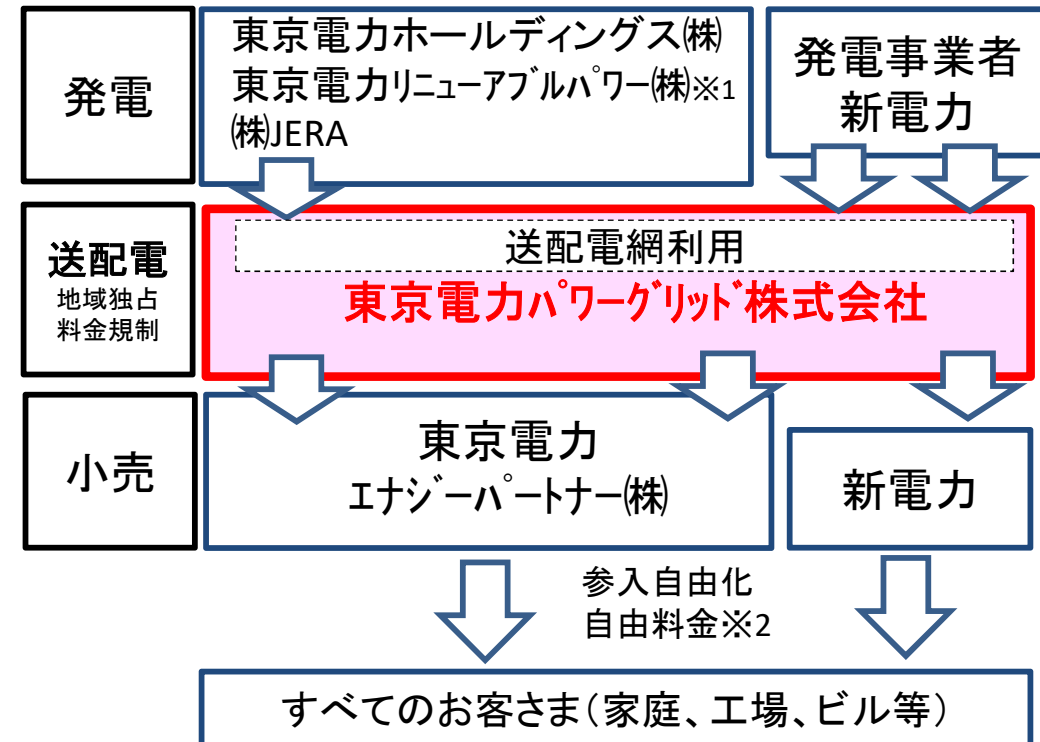 発電
東京電力ホールディングス㈱
東京電力ﾘﾆｭｰｱﾌﾞﾙﾊﾟﾜｰ㈱※1
㈱JERA
発電事業者
新電力
送配電
地域独占
料金規制
送配電網利用
東京電力ﾊﾟﾜｰｸﾞﾘｯﾄﾞ株式会社
小売
東京電力
ｴﾅｼﾞｰﾊﾟｰﾄﾅｰ㈱
新電力
参入自由化
自由料金※2
すべてのお客さま(家庭、工場、ビル等)